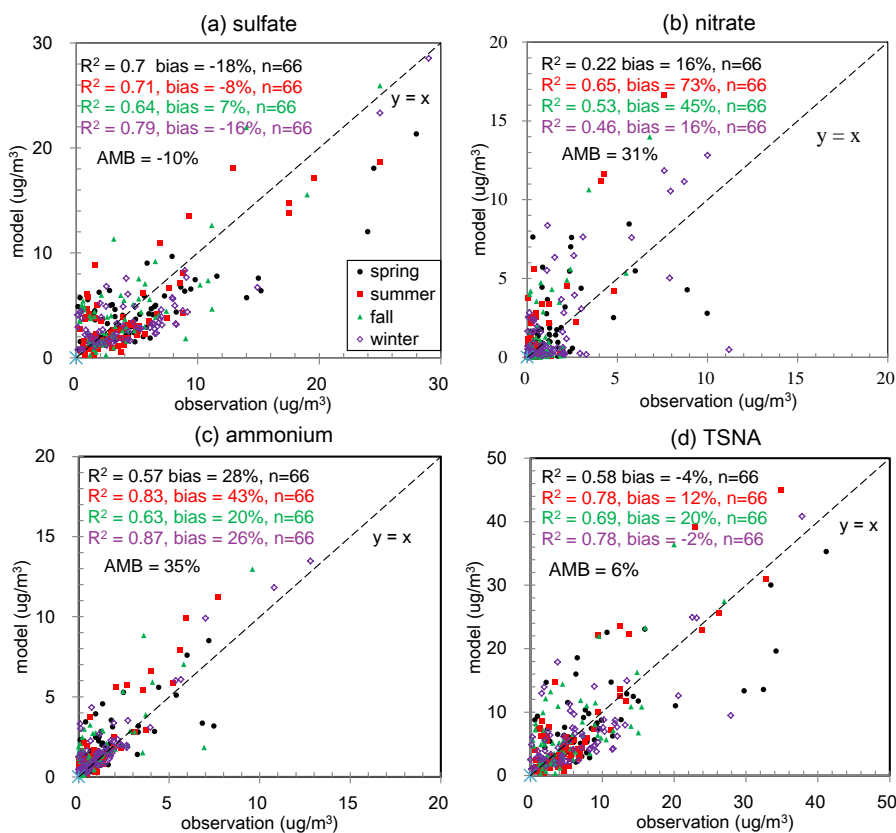 (a) sulfate
30
20
10
0
0
10
20
30
model (ug/m³)
observation (ug/m³)
R² = 0.7 bias = -18%, n=66
R² = 0.71, bias = -8%, n=66
R² = 0.64, bias = 7%, n=66
R² = 0.79, bias = -16%, n=66
AMB = -10%
y = x
spring
summer
fall
winter
(b) nitrate
20
15
10
5
0
0
5
10
15
20
model (ug/m³)
observation (ug/m³)
R² = 0.22 bias = 16%, n=66
R² = 0.65, bias = 73%, n=66
R² = 0.53, bias = 45%, n=66
R² = 0.46, bias = 16%, n=66
AMB = 31%
y = x
(c) ammonium
20
15
10
5
0
0
5
10
15
20
model (ug/m³)
observation (ug/m³)
R² = 0.57 bias = 28%, n=66
R² = 0.83, bias = 43%, n=66
R² = 0.63, bias = 20%, n=66
R² = 0.87, bias = 26%, n=66
AMB = 35%
y = x
(d) TSNA
50
40
30
20
10
0
0
10
20
30
40
50
model (ug/m³)
observation (ug/m³)
R² = 0.58 bias = -4%, n=66
R² = 0.78, bias = 12%, n=66
R² = 0.69, bias = 20%, n=66
R² = 0.78, bias = -2%, n=66
AMB = 6%
y = x